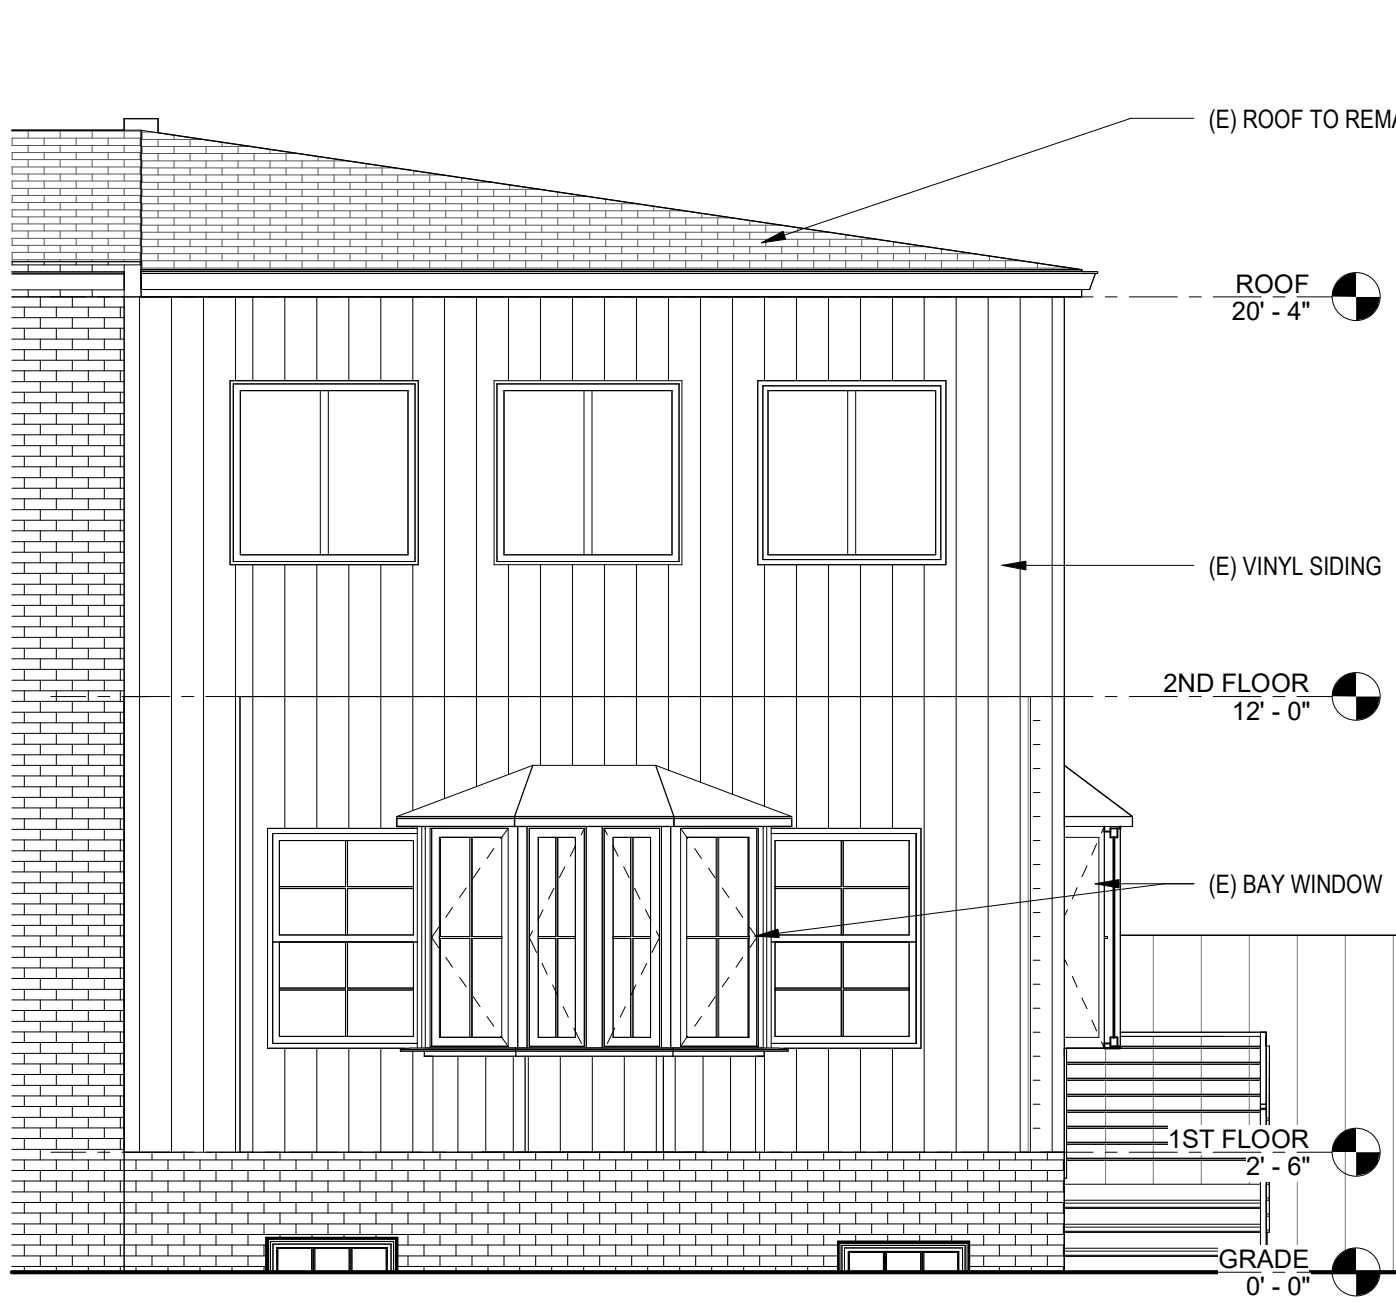 (E) ROOF TO REMA
ROOF
20' - 4"
(E) VINYL SIDING
2ND FLOOR
12' - 0"
(E) BAY WINDOW
1ST FLOOR
2' - 6"
GRADE
0' - 0"